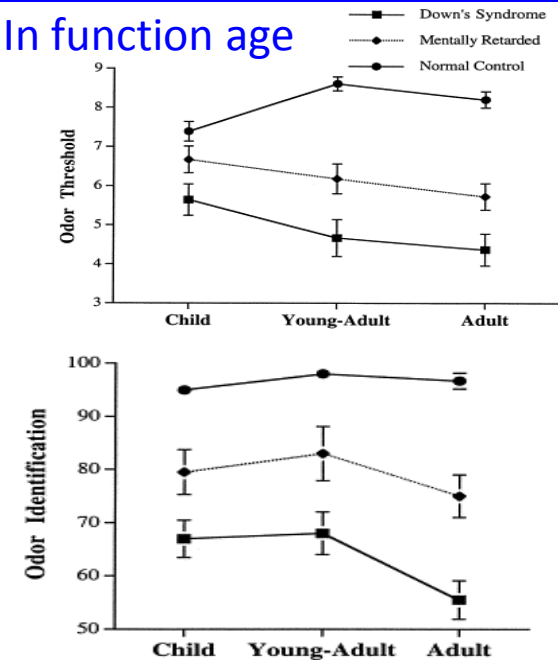 In function age
Down's Syndrome
Mentally Retarded
Normal Control
9
8
7
6
5
4
3
Odor Threshold
Child Young-Adult Adult
100
90
80
70
60
50
Odor Identification
Child Young-Adult Adult